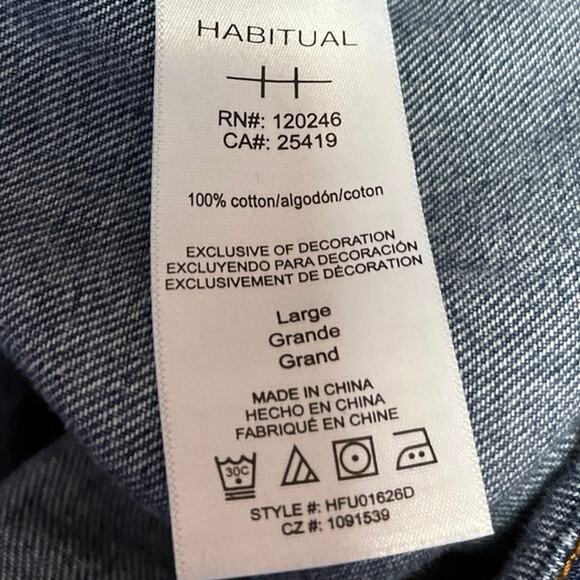 HABITUAL
RN#: 120246
CA#: 25419
100% cotton/algodón/coton
EXCLUSIVE OF DECORATION
EXCLUYENDO PARA DECORACIÓN
EXCLUSIVEMENT DE DÉCORATION
Large
Grande
Grand
MADE IN CHINA
HECHO EN CHINA
FABRIQUÉ EN CHINE
30C
STYLE #: HFU01626D
CZ #: 1091539